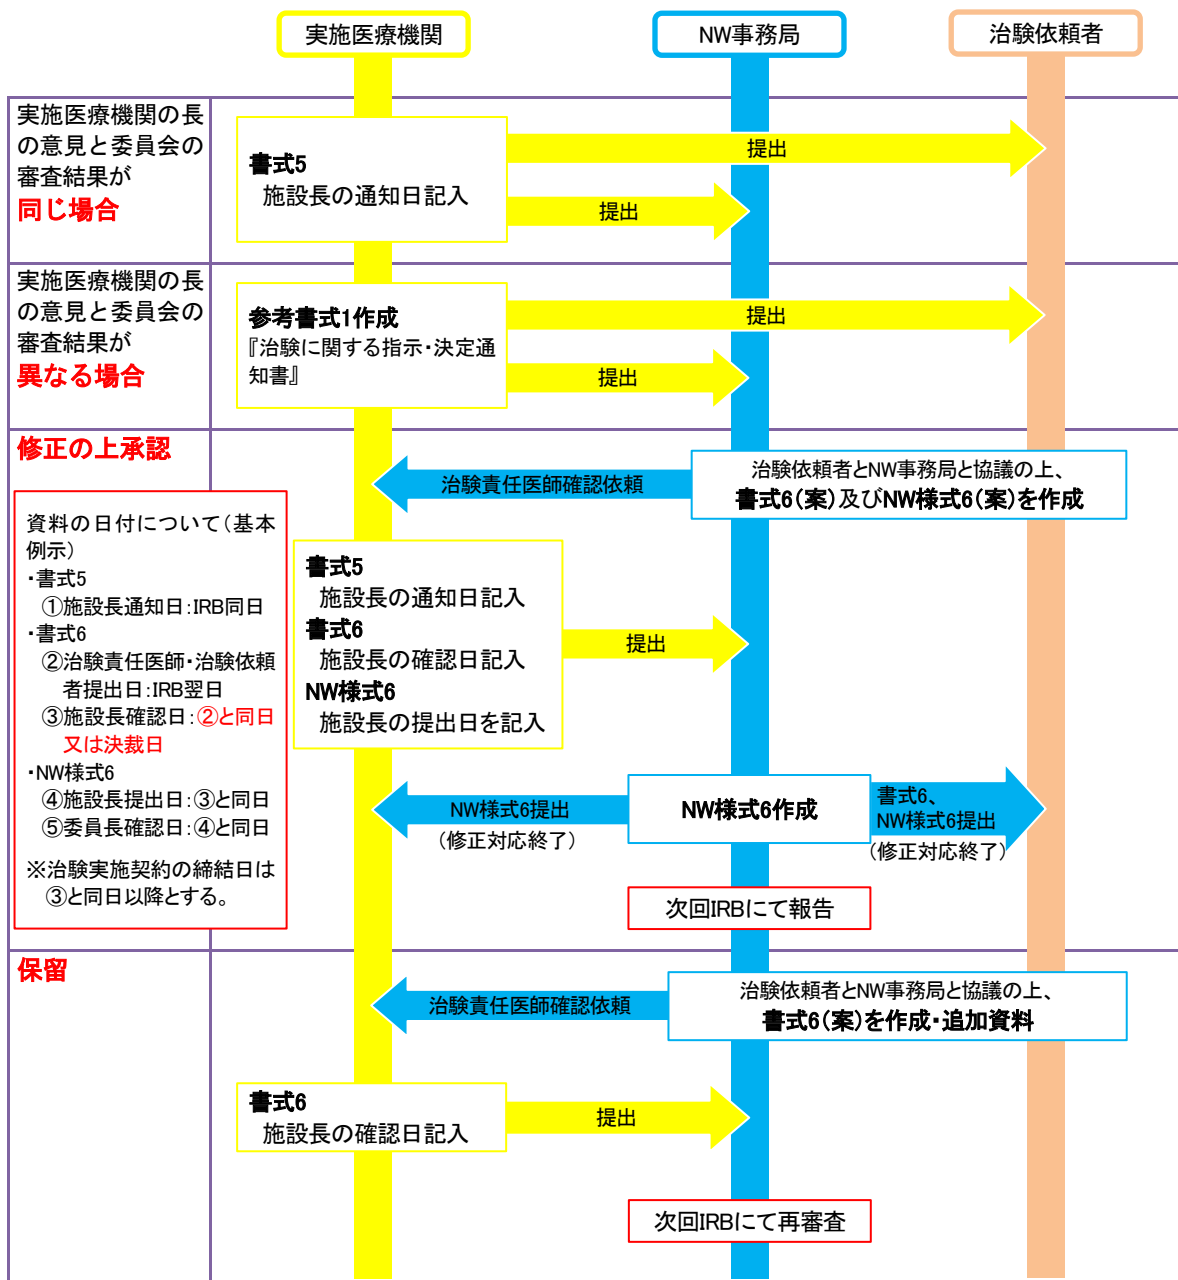 実施医療機関
NW事務局
治験依頼者
実施医療機関の長
の意見と委員会の
審査結果が
同じ場合
書式5
施設長の通知日記入
提出
提出
実施医療機関の長
の意見と委員会の
審査結果が
異なる場合
参考書式1作成
『治験に関する指示・決定通
知書』
提出
提出
修正の上承認
治験責任医師確認依頼
治験依頼者とNW事務局と協議の上、
書式6(案)及びNW様式6(案)を作成
資料の日付について(基本
例示)
・書式5
①施設長通知日:IRB同日
・書式6
②治験責任医師・治験依頼
者提出日:IRB翌日
③施設長確認日:②と同日
又は決裁日
・NW様式6
④施設長提出日:③と同日
⑤委員長確認日:④と同日
※治験実施契約の締結日は
③と同日以降とする。
書式5
施設長の通知日記入
書式6
施設長の確認日記入
NW様式6
施設長の提出日を記入
提出
NW様式6提出
(修正対応終了)
NW様式6作成
書式6、
NW様式6提出
(修正対応終了)
次回IRBにて報告
保留
治験責任医師確認依頼
治験依頼者とNW事務局と協議の上、
書式6(案)を作成・追加資料
書式6
施設長の確認日記入
提出
次回IRBにて再審査